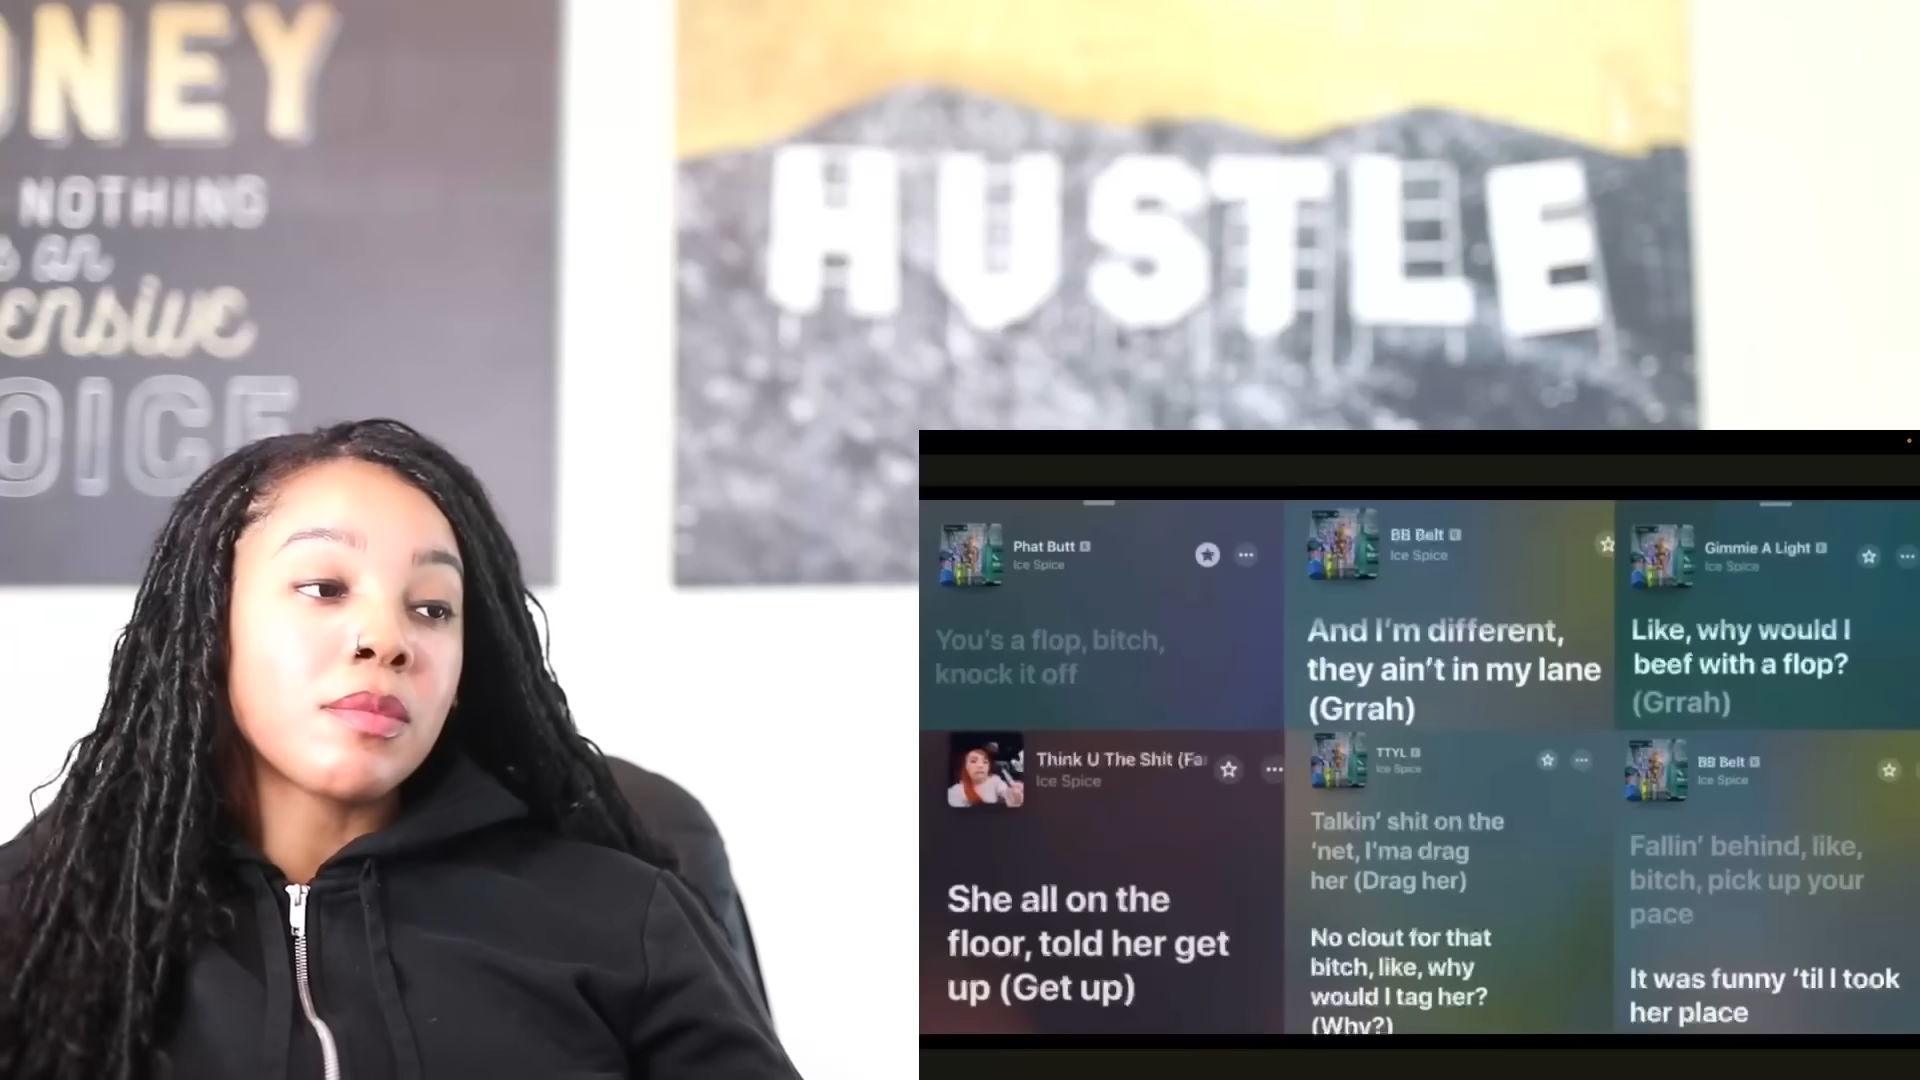 ONEY
NOTHING
an
ensive
OICE
HUSTLE
Phat Butt E
Ice Spice
You's a flop, bitch,
knock it off
BB Belt E
Ice Spice
And I'm different,
they ain't in my lane
(Grrah)
Gimmie A Light E
Ice Spice
Like, why would I
beef with a flop?
(Grrah)
Think U The Shit (Fa
Ice Spice
She all on the
floor, told her get
up (Get up)
TTYL E
Ice Spice
Talkin' shit on the
'net, I'ma drag
her (Drag her)
No clout for that
bitch, like, why
would I tag her?
(Why?)
BB Belt E
Ice Spice
Fallin' behind, like,
bitch, pick up your
pace
It was funny 'til I took
her place